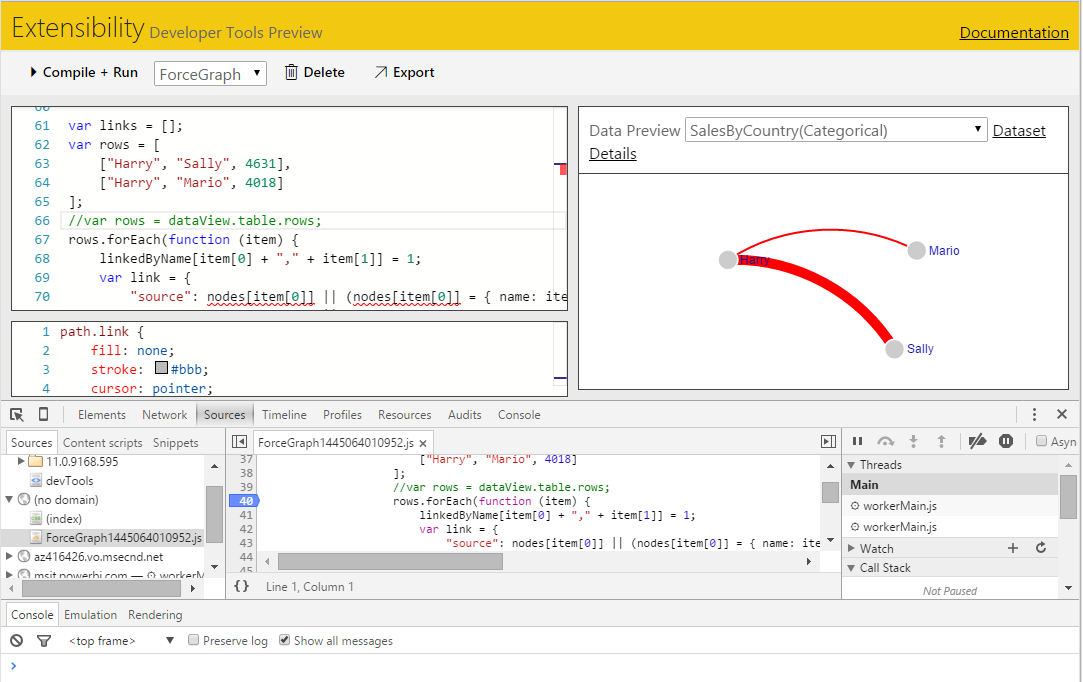 Extensibility Developer Tools Preview
Documentation
Compile + Run
ForceGraph
Delete
Export
60
61 var links = [];
62 var rows = [
63 ["Harry", "Sally", 4631],
64 ["Harry", "Mario", 4018]
65 ];
66 //var rows = dataView.table.rows;
67 rows.forEach(function (item) {
68 linkedByName[item[0] + "," + item[1]] = 1;
69 var link = {
70 "source": nodes[item[0]] || (nodes[item[0]] = { name: ite
1 path.link {
2 fill: none;
3 stroke: #bbb;
4 cursor: pointer;
Data Preview SalesByCountry(Categorical) Dataset
Details
Harry
Mario
Sally
Elements Network Sources Timeline Profiles Resources Audits Console
Sources Content scripts Snippets
11.0.9168.595
devTools
(no domain)
(index)
ForceGraph1445064010952.js
az416426.vo.msecnd.net
msit.powerbi.com — workerM
ForceGraph1445064010952.js
37 ["Harry", "Mario", 4018]
38 ];
39 //var rows = dataView.table.rows;
40 rows.forEach(function (item) {
41 linkedByName[item[0] + "," + item[1]] = 1;
42 var link = {
43 "source": nodes[item[0]] || (nodes[item[0]] = { name: ite
44
45
{} Line 1, Column 1
Asyn
Threads
Main
workerMain.js
workerMain.js
Watch
Call Stack
Not Paused
Console Emulation Rendering
<top frame>
Preserve log
Show all messages